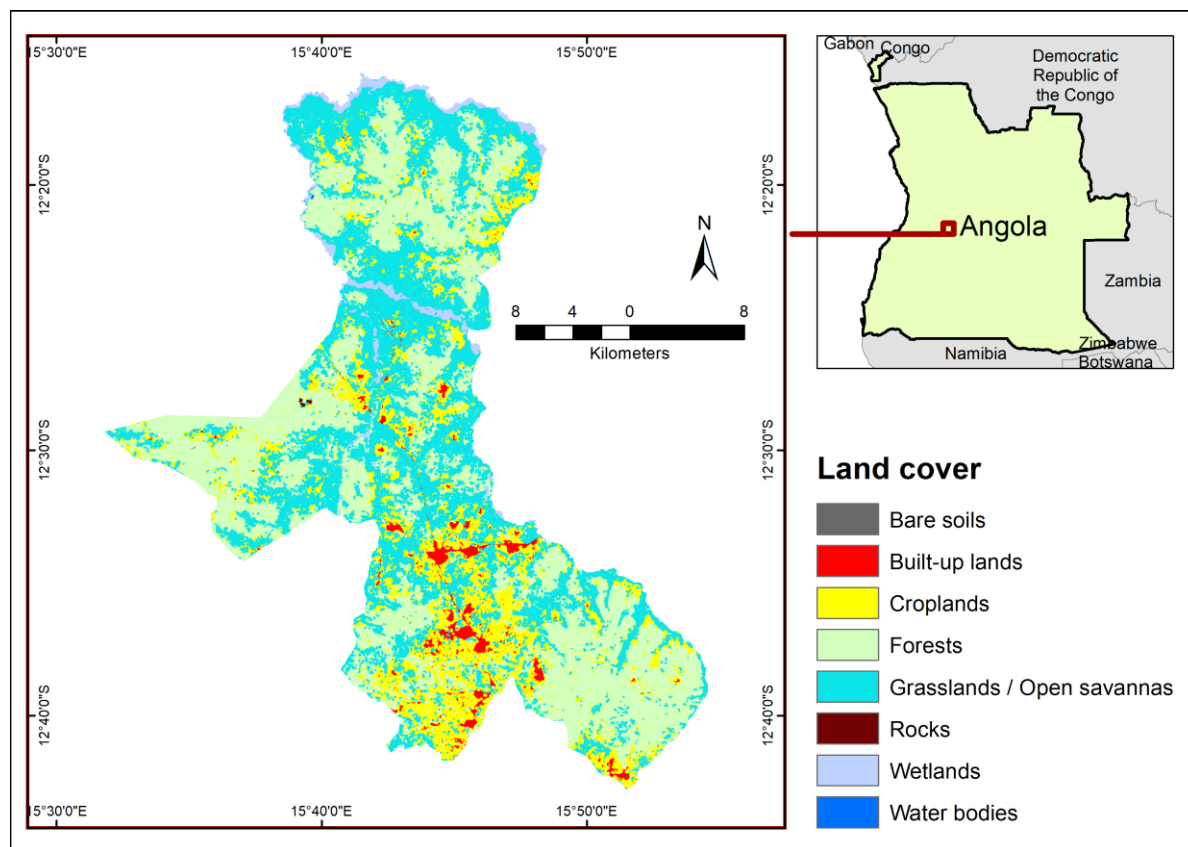 15°30'0"E
15°40'0"E
15°50'0"E
12°20'0"S
12°20'0"S
N
8
4
0
8
Kilometers
12°30'0"S
12°30'0"S
12°40'0"S
12°40'0"S
15°30'0"E
15°40'0"E
15°50'0"E
Gabon
Congo
Democratic
Republic of
the Congo
Angola
Zambia
Namibia
Zimbabwe
Botswana
Land cover
Bare soils
Built-up lands
Croplands
Forests
Grasslands / Open savannas
Rocks
Wetlands
Water bodies